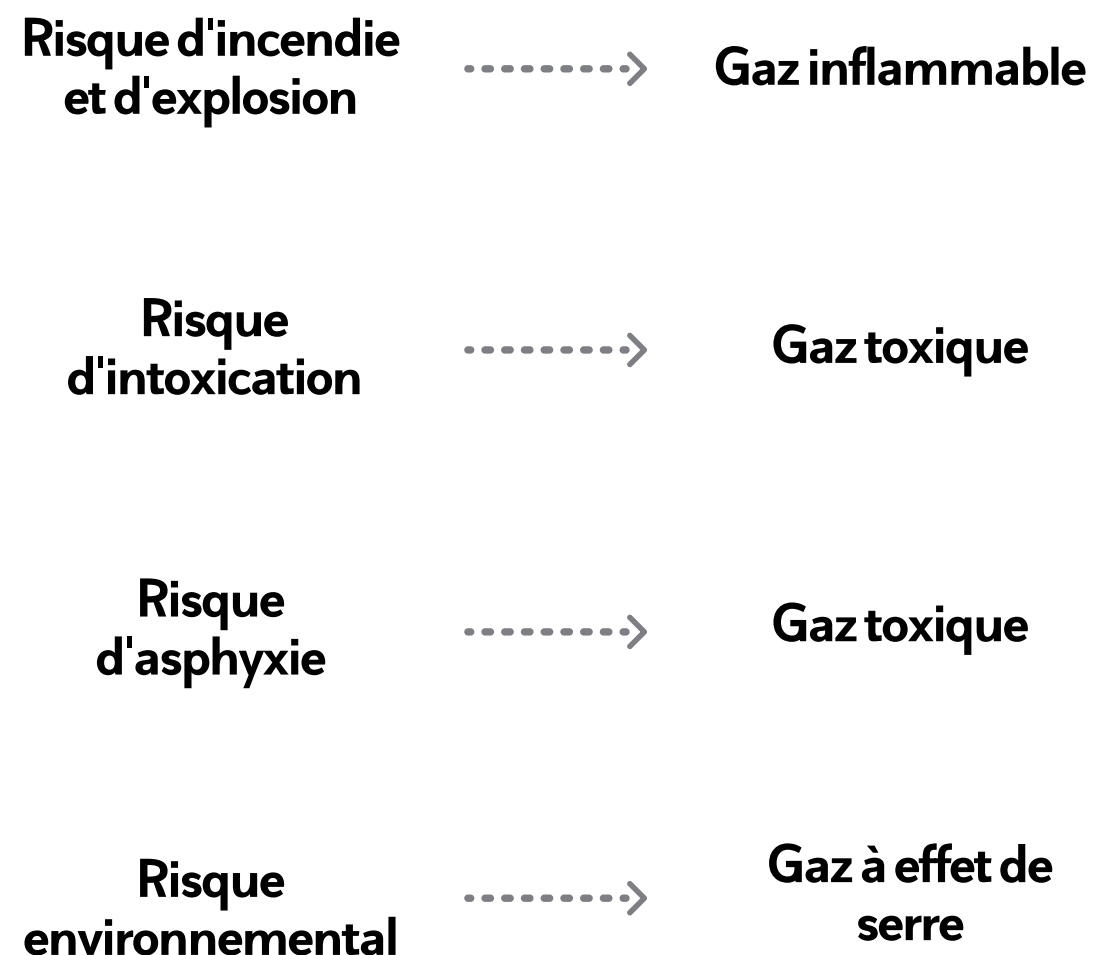 Risque d'incendie
et d'explosion
Gaz inflammable
Risque
d'intoxication
Gaz toxique
Risque
d'asphyxie
Gaz toxique
Risque
environnemental
Gaz à effet de
serre